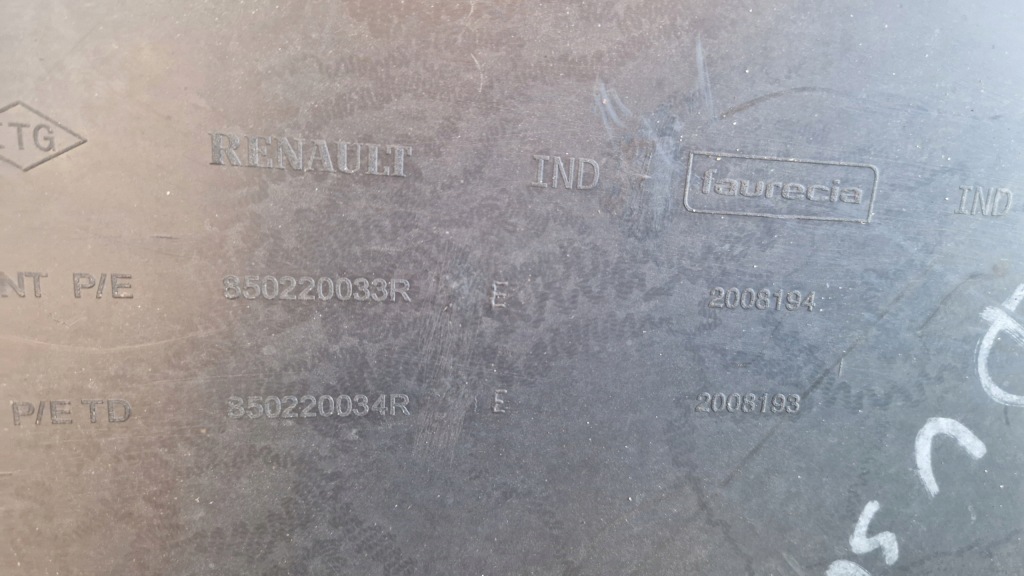 TG RENAULT IND faurecia IND
NT P/E 850220033R E 2008194
P/E TD 850220034R E 2008193